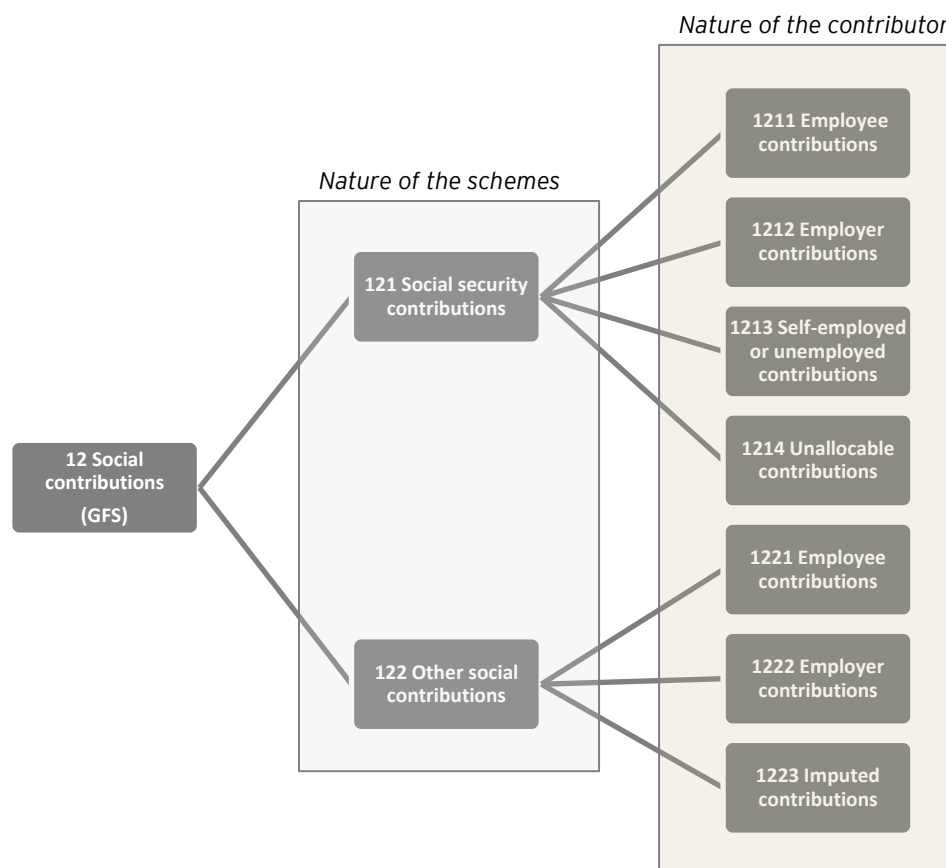 Nature of the contributor
1211 Employee
contributions
Nature of the schemes
1212 Employer
contributions
121 Social security
contributions
1213 Self-employed
or unemployed
contributions
1214 Unallocable
contributions
12 Social
contributions
(GFS)
1221 Employee
contributions
122 Other social
contributions
1222 Employer
contributions
1223 Imputed
contributions